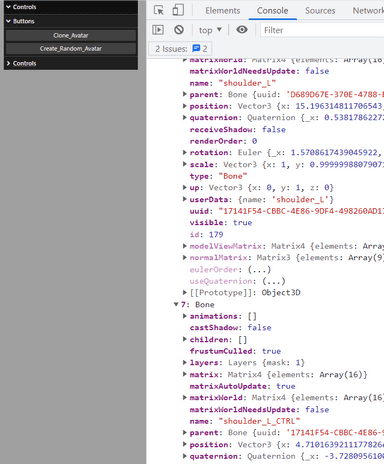 Controls
Buttons
Clone_Avatar
Create_Random_Avatar
Controls
Elements Console Sources
top Filter
2 Issues: 2
matrixWorld: Matrix4 {elements: Array(16)
matrixWorldNeedsUpdate: false
name: "shoulder_L"
parent: Bone {uuid: 'D689D67E-370E-4788-
position: Vector3 {x: 15.196314811706543,
quaternion: Quaternion {_x: 0.5381786227
receiveShadow: false
renderOrder: 0
rotation: Euler {_x: 1.5708617439045922,
scale: Vector3 {x: 1, y: 0.9999998807907
type: "Bone"
up: Vector3 {x: 0, y: 1, z: 0}
userData: {name: 'shoulder_L'}
uuid: "17141F54-CBBC-4E86-9DF4-498260AD1
visible: true
id: 179
modelViewMatrix: Matrix4 {elements: Array
normalMatrix: Matrix3 {elements: Array(9)
eulerOrder: (...)
useQuaternion: (...)
[[Prototype]]: Object3D
7: Bone
animations: []
castShadow: false
children: []
frustumCulled: true
layers: Layers {mask: 1}
matrix: Matrix4 {elements: Array(16)}
matrixAutoUpdate: true
matrixWorld: Matrix4 {elements: Array(16)
matrixWorldNeedsUpdate: false
name: "shoulder_L_CTRL"
parent: Bone {uuid: '17141F54-CBBC-4E86-9
position: Vector3 {x: 4.7101639211177826
quaternion: Quaternion {_x: -3.728095610